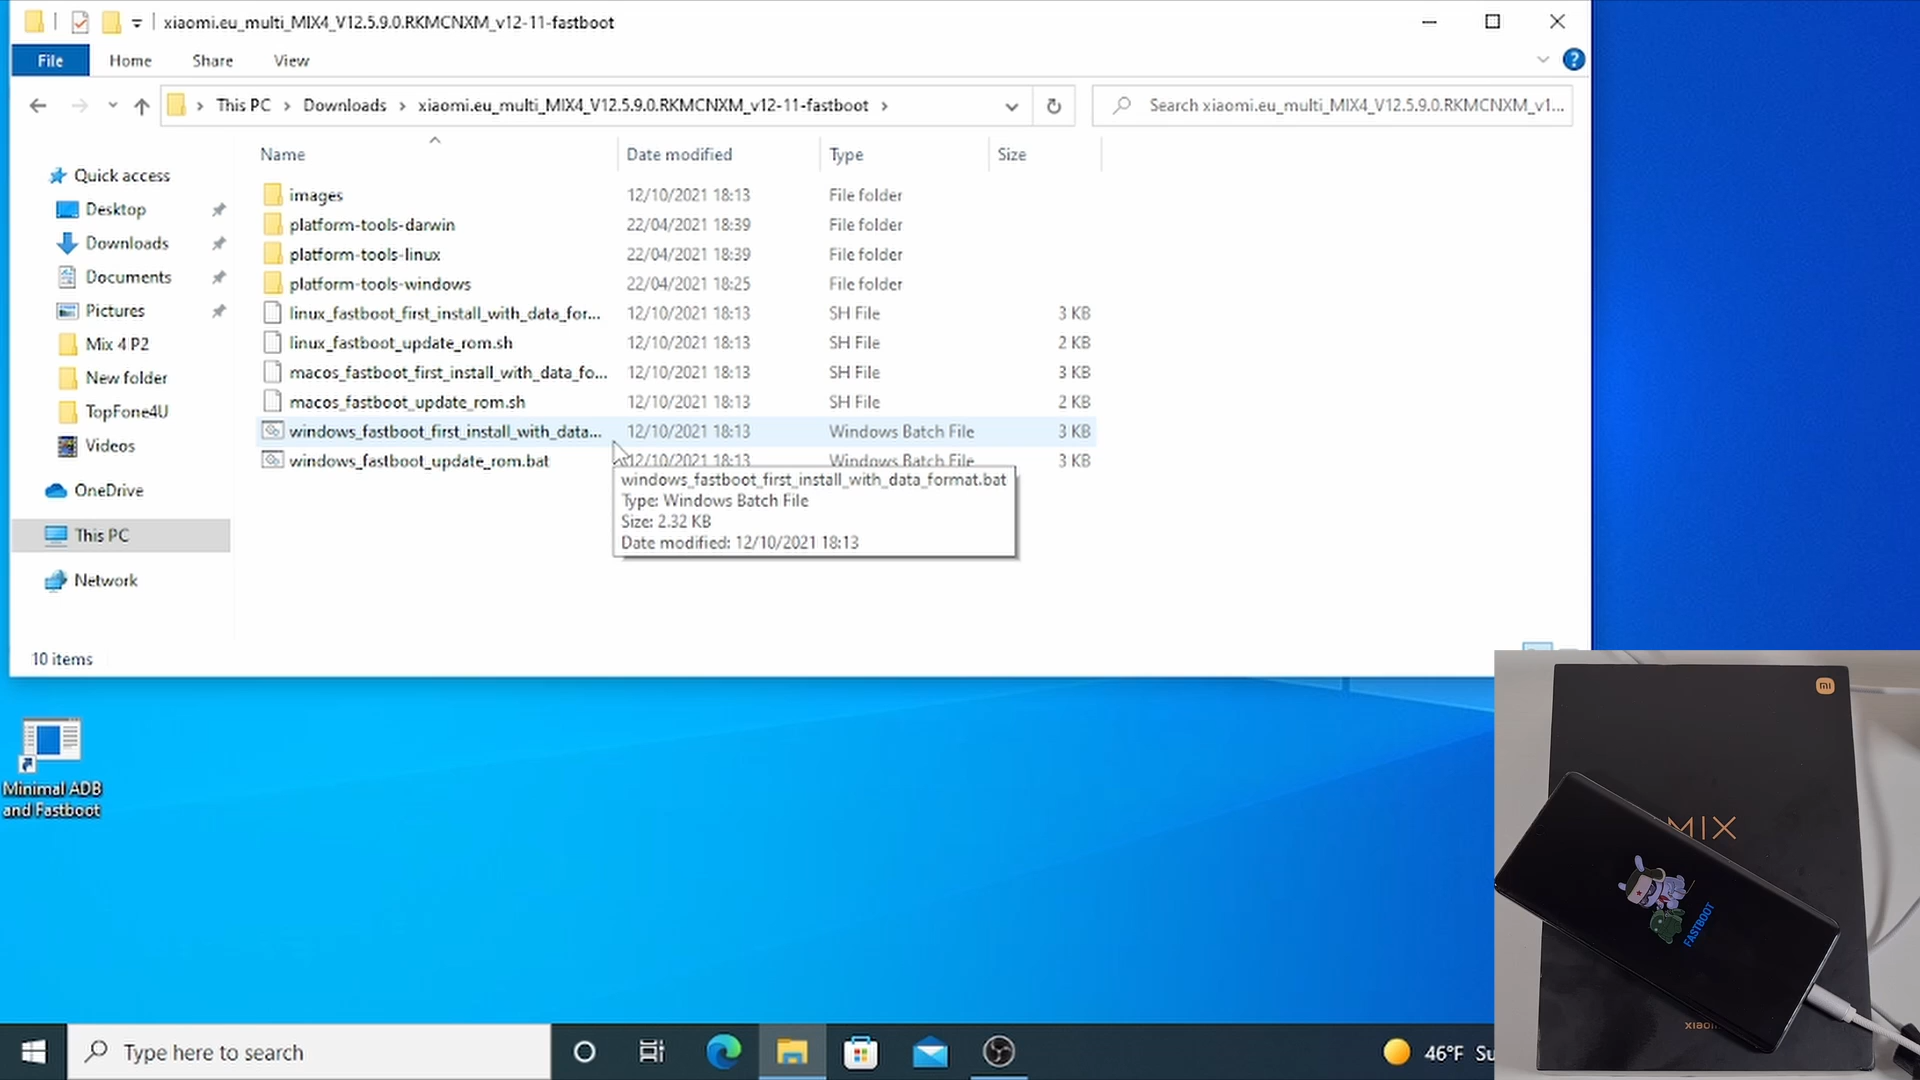 xiaomi.eu_multi_MIX4_V12.5.9.0.RKMCNXM_v12-11-fastboot
File Home Share View
This PC Downloads xiaomi.eu_multi_MIX4_V12.5.9.0.RKMCNXM_v12-11-fastboot
Search xiaomi.eu_multi_MIX4_V12.5.9.0.RKMCNXM_v1...
Name Date modified Type Size
Quick access
Desktop
Downloads
Documents
Pictures
Mix 4 P2
New folder
TopFone4U
Videos
OneDrive
This PC
Network
images 12/10/2021 18:13 File folder
platform-tools-darwin 22/04/2021 18:39 File folder
platform-tools-linux 22/04/2021 18:39 File folder
platform-tools-windows 22/04/2021 18:25 File folder
linux_fastboot_first_install_with_data_for... 12/10/2021 18:13 SH File 3 KB
linux_fastboot_update_rom.sh 12/10/2021 18:13 SH File 2 KB
macos_fastboot_first_install_with_data_fo... 12/10/2021 18:13 SH File 3 KB
macos_fastboot_update_rom.sh 12/10/2021 18:13 SH File 2 KB
windows_fastboot_first_install_with_data... 12/10/2021 18:13 Windows Batch File 3 KB
windows_fastboot_update_rom.bat 12/10/2021 18:13 Windows Batch File 3 KB
windows_fastboot_first_install_with_data_format.bat
Type: Windows Batch File
Size: 2.32 KB
Date modified: 12/10/2021 18:13
10 items
Minimal ADB
and Fastboot
mi
MIX
FASTBOOT
Type here to search
46°F Su